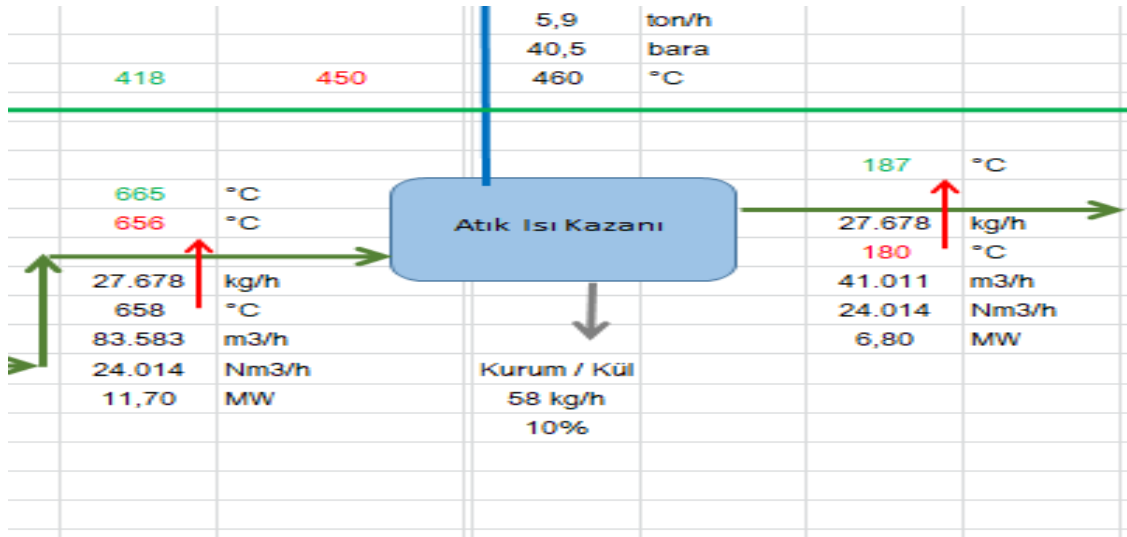 5,9 ton/h
40,5 bara
418 450 460 °C
187 °C
665 °C
656 °C
Atık Isı Kazanı
27.678 kg/h
180 °C
27.678 kg/h
41.011 m3/h
658 °C
24.014 Nm3/h
83.583 m3/h
6,80 MW
24.014 Nm3/h
Kurum / Kül
11,70 MW
58 kg/h
10%